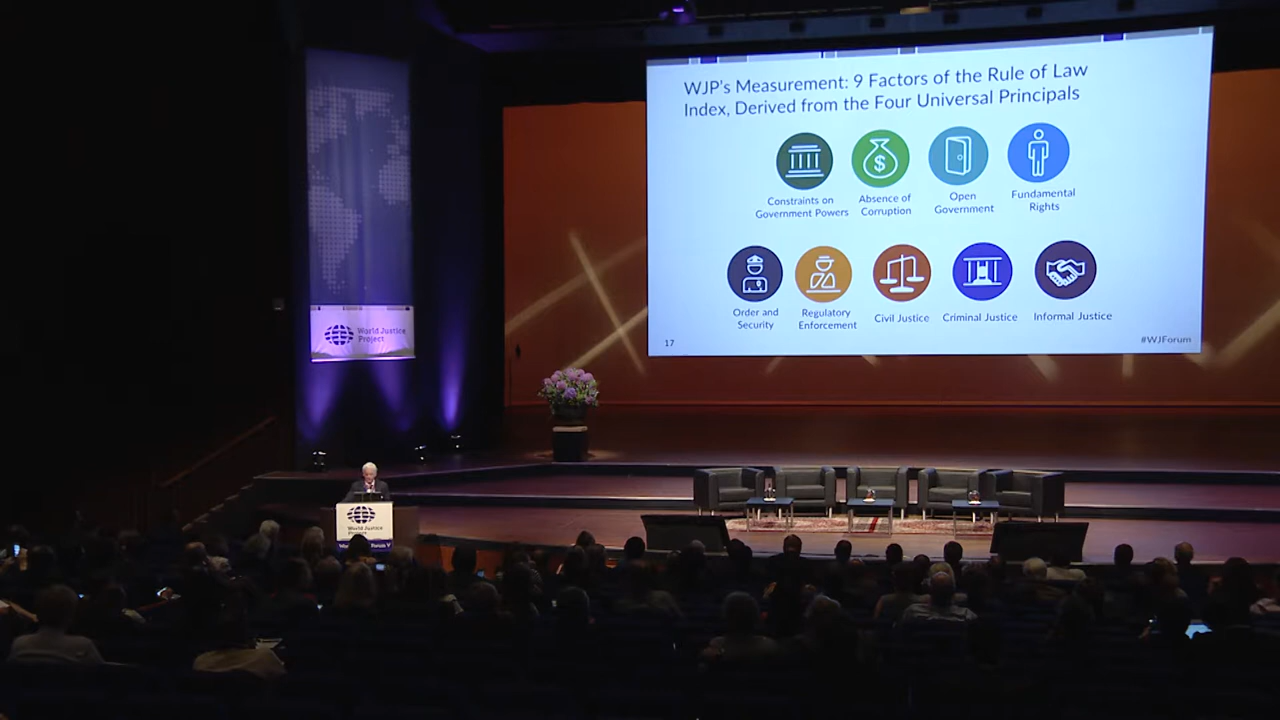 WJP's Measurement: 9 Factors of the Rule of Law
Index, Derived from the Four Universal Principals
Constraints on
Government Powers
Absence of
Corruption
Open
Government
Fundamental
Rights
Order and
Security
Regulatory
Enforcement
Civil Justice
Criminal Justice
Informal Justice
17
#WJForum
World Justice
Project
World Justice
Forum V